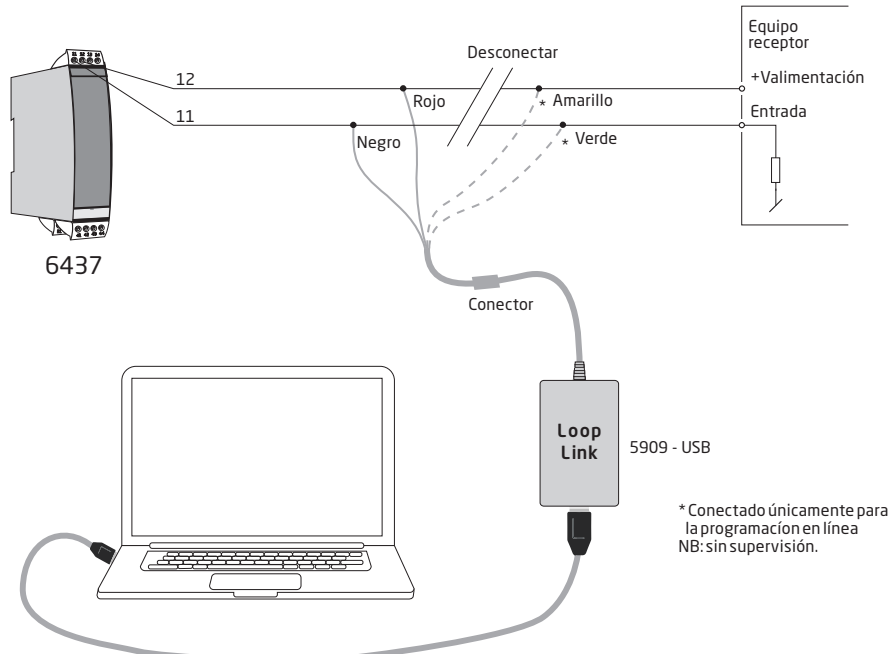 Equipo
receptor
Desconectar
+Valimentación
12
Rojo
* Amarillo
Entrada
11
Negro
* Verde
6437
Conector
Loop
Link
5909 - USB
* Conectado únicamente para
la programacíon en línea
NB: sin supervisión.